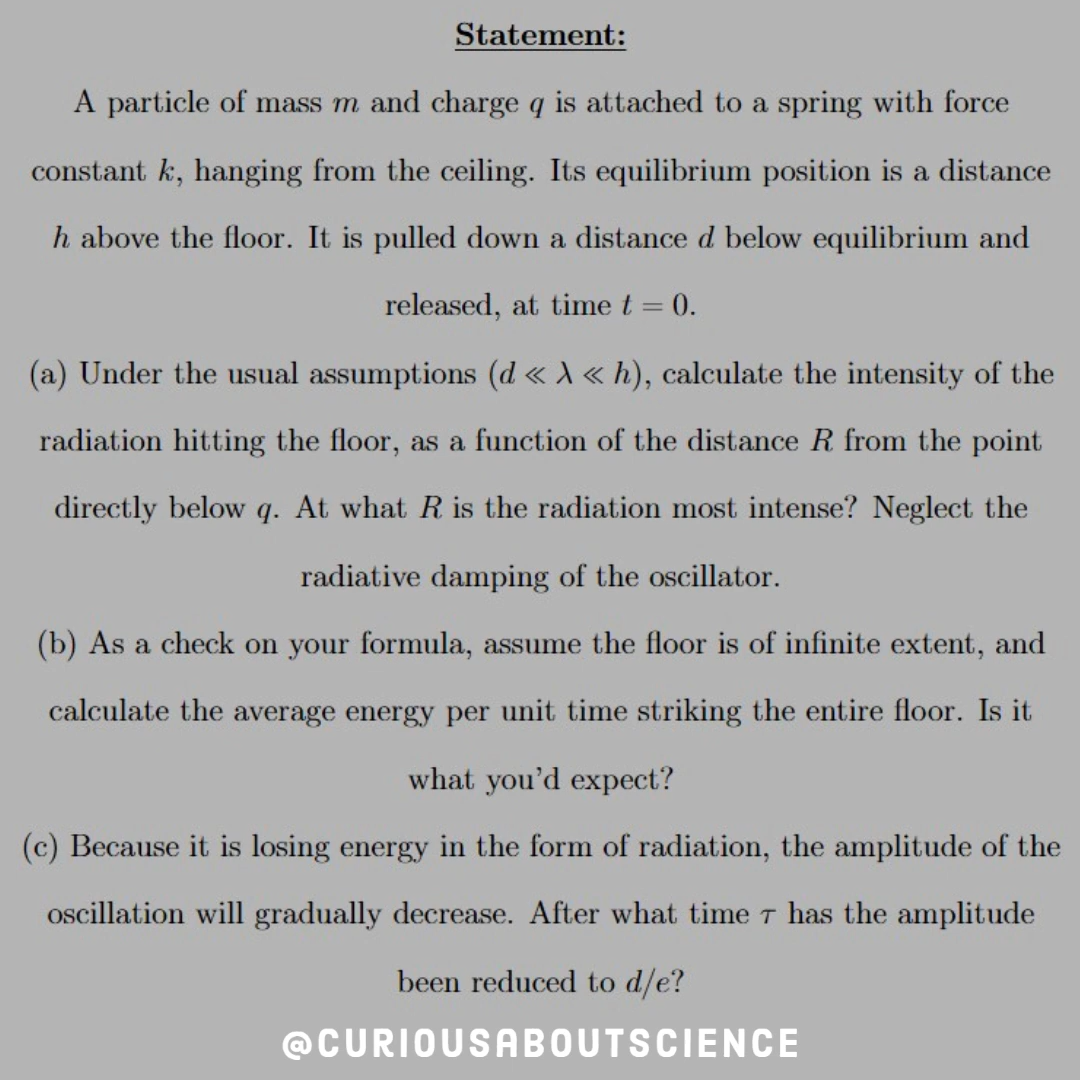 Statement:
A particle of mass m and charge q is attached to a spring with force
constant k, hanging from the ceiling. Its equilibrium position is a distance
h above the floor. It is pulled down a distance d below equilibrium and
released, at time t = 0.
(a) Under the usual assumptions (d ≪ λ ≪ h), calculate the intensity of the
radiation hitting the floor, as a function of the distance R from the point
directly below q. At what R is the radiation most intense? Neglect the
radiative damping of the oscillator.
(b) As a check on your formula, assume the floor is of infinite extent, and
calculate the average energy per unit time striking the entire floor. Is it
what you'd expect?
(c) Because it is losing energy in the form of radiation, the amplitude of the
oscillation will gradually decrease. After what time τ has the amplitude
been reduced to d/e?
@CURIOUSABOUTSCIENCE